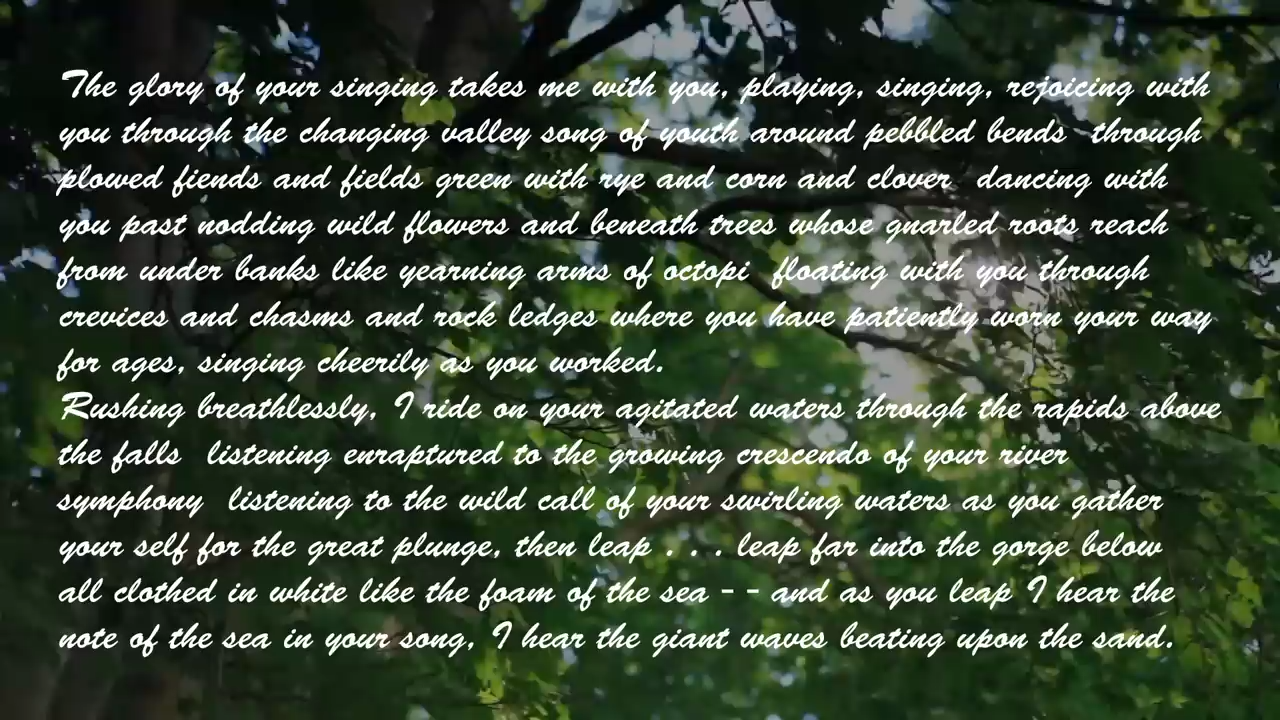 The glory of your singing takes me with you, playing, singing, rejoicing with
you through the changing valley song of youth around pebbled bends through
plowed fiends and fields green with rye and corn and clover dancing with
you past nodding wild flowers and beneath trees whose gnarled roots reach
from under banks like yearning arms of octopi floating with you through
crevices and chasms and rock ledges where you have patiently worn your way
for ages, singing cheerily as you worked.
Rushing breathlessly, I ride on your agitated waters through the rapids above
the falls listening enraptured to the growing crescendo of your river
symphony listening to the wild call of your swirling waters as you gather
your self for the great plunge, then leap . . . leap far into the gorge below
all clothed in white like the foam of the sea - - and as you leap I hear the
note of the sea in your song, I hear the giant waves beating upon the sand.